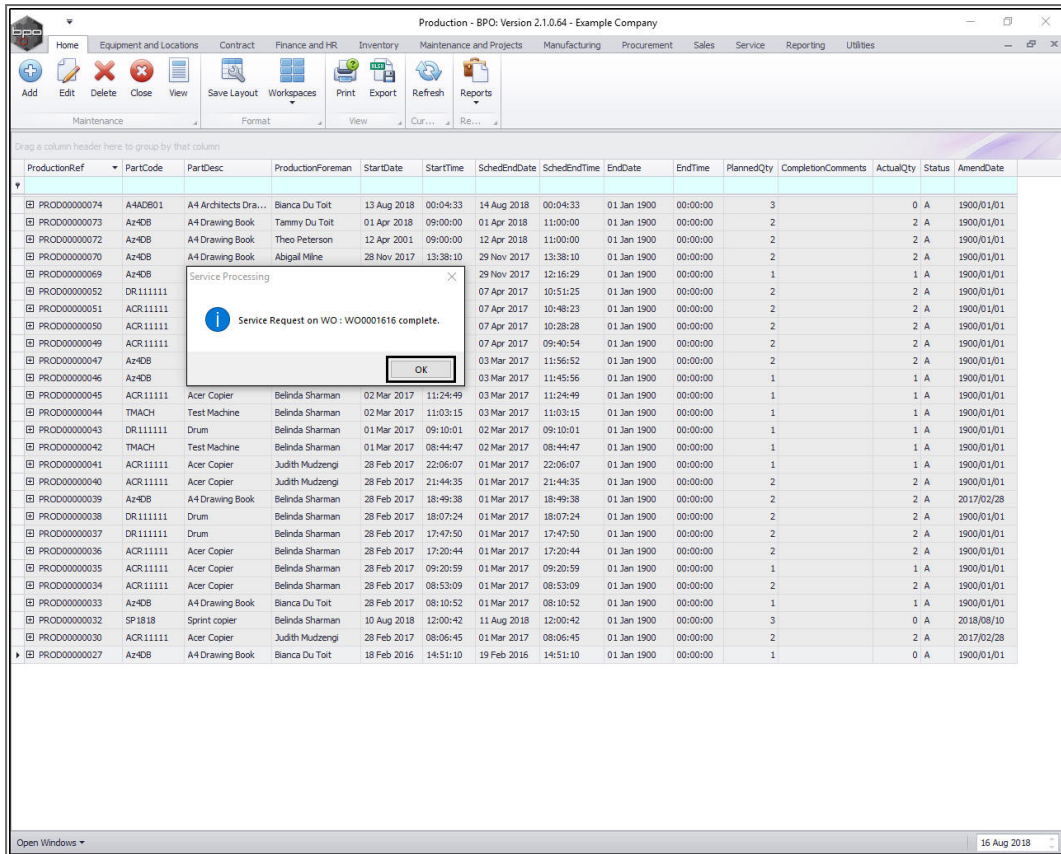 bpo
Production - BPO: Version 2.1.0.64 - Example Company
Home Equipment and Locations Contract Finance and HR Inventory Maintenance and Projects Manufacturing Procurement Sales Service Reporting Utilities
Add Edit Delete Close View Save Layout Workspaces Print Export Refresh Reports
Maintenance Format View Cur... Re...
Drag a column header here to group by that column
ProductionRef PartCode PartDesc ProductionForeman StartDate StartTime SchedEndDate SchedEndTime EndDate EndTime PlannedQty CompletionComments ActualQty Status AmendDate
PROD00000074 A4ADB01 A4 Architects Dra... Bianca Du Toit 13 Aug 2018 00:04:33 14 Aug 2018 00:04:33 01 Jan 1900 00:00:00 3 0 A 1900/01/01
PROD00000073 Az4DB A4 Drawing Book Tammy Du Toit 01 Apr 2018 09:00:00 01 Apr 2018 11:00:00 01 Jan 1900 00:00:00 2 2 A 1900/01/01
PROD00000072 Az4DB A4 Drawing Book Theo Peterson 12 Apr 2001 09:00:00 12 Apr 2018 11:00:00 01 Jan 1900 00:00:00 2 2 A 1900/01/01
PROD00000070 Az4DB A4 Drawing Book Abigail Milne 28 Nov 2017 13:38:10 29 Nov 2017 13:38:10 01 Jan 1900 00:00:00 2 2 A 1900/01/01
PROD00000069 Az4DB 29 Nov 2017 12:16:29 01 Jan 1900 00:00:00 1 1 A 1900/01/01
PROD00000052 DR111111 07 Apr 2017 10:51:25 01 Jan 1900 00:00:00 2 2 A 1900/01/01
PROD00000051 ACR11111 07 Apr 2017 10:48:23 01 Jan 1900 00:00:00 2 2 A 1900/01/01
PROD00000050 ACR11111 07 Apr 2017 10:28:28 01 Jan 1900 00:00:00 2 2 A 1900/01/01
PROD00000049 ACR11111 07 Apr 2017 09:40:54 01 Jan 1900 00:00:00 2 2 A 1900/01/01
PROD00000047 Az4DB 03 Mar 2017 11:56:52 01 Jan 1900 00:00:00 2 2 A 1900/01/01
PROD00000046 Az4DB 03 Mar 2017 11:45:56 01 Jan 1900 00:00:00 1 1 A 1900/01/01
Service Processing
Service Request on WO : WO0001616 complete.
OK
PROD00000045 ACR11111 Acer Copier Belinda Sharman 02 Mar 2017 11:24:49 03 Mar 2017 11:24:49 01 Jan 1900 00:00:00 1 1 A 1900/01/01
PROD00000044 TMACH Test Machine Belinda Sharman 02 Mar 2017 11:03:15 03 Mar 2017 11:03:15 01 Jan 1900 00:00:00 1 1 A 1900/01/01
PROD00000043 DR111111 Drum Belinda Sharman 01 Mar 2017 09:10:01 02 Mar 2017 09:10:01 01 Jan 1900 00:00:00 1 1 A 1900/01/01
PROD00000042 TMACH Test Machine Belinda Sharman 01 Mar 2017 08:44:47 02 Mar 2017 08:44:47 01 Jan 1900 00:00:00 1 1 A 1900/01/01
PROD00000041 ACR11111 Acer Copier Judith Mudzengi 28 Feb 2017 22:06:07 01 Mar 2017 22:06:07 01 Jan 1900 00:00:00 1 1 A 1900/01/01
PROD00000040 ACR11111 Acer Copier Judith Mudzengi 28 Feb 2017 21:44:35 01 Mar 2017 21:44:35 01 Jan 1900 00:00:00 2 2 A 1900/01/01
PROD00000039 Az4DB A4 Drawing Book Belinda Sharman 28 Feb 2017 18:49:38 01 Mar 2017 18:49:38 01 Jan 1900 00:00:00 2 2 A 2017/02/28
PROD00000038 DR111111 Drum Belinda Sharman 28 Feb 2017 18:07:24 01 Mar 2017 18:07:24 01 Jan 1900 00:00:00 2 2 A 1900/01/01
PROD00000037 DR111111 Drum Belinda Sharman 28 Feb 2017 17:47:50 01 Mar 2017 17:47:50 01 Jan 1900 00:00:00 2 2 A 1900/01/01
PROD00000036 ACR11111 Acer Copier Belinda Sharman 28 Feb 2017 17:20:44 01 Mar 2017 17:20:44 01 Jan 1900 00:00:00 2 2 A 1900/01/01
PROD00000035 ACR11111 Acer Copier Belinda Sharman 28 Feb 2017 09:20:59 01 Mar 2017 09:20:59 01 Jan 1900 00:00:00 1 1 A 1900/01/01
PROD00000034 ACR11111 Acer Copier Belinda Sharman 28 Feb 2017 08:53:09 01 Mar 2017 08:53:09 01 Jan 1900 00:00:00 2 2 A 1900/01/01
PROD00000033 Az4DB A4 Drawing Book Bianca Du Toit 28 Feb 2017 08:10:52 01 Mar 2017 08:10:52 01 Jan 1900 00:00:00 1 1 A 1900/01/01
PROD00000032 SP1818 Sprint copier Belinda Sharman 10 Aug 2018 12:00:42 11 Aug 2018 12:00:42 01 Jan 1900 00:00:00 3 0 A 2018/08/10
PROD00000030 ACR11111 Acer Copier Judith Mudzengi 28 Feb 2017 08:06:45 01 Mar 2017 08:06:45 01 Jan 1900 00:00:00 2 2 A 2017/02/28
PROD00000027 Az4DB A4 Drawing Book Bianca Du Toit 18 Feb 2016 14:51:10 19 Feb 2016 14:51:10 01 Jan 1900 00:00:00 1 0 A 1900/01/01
Open Windows 16 Aug 2018